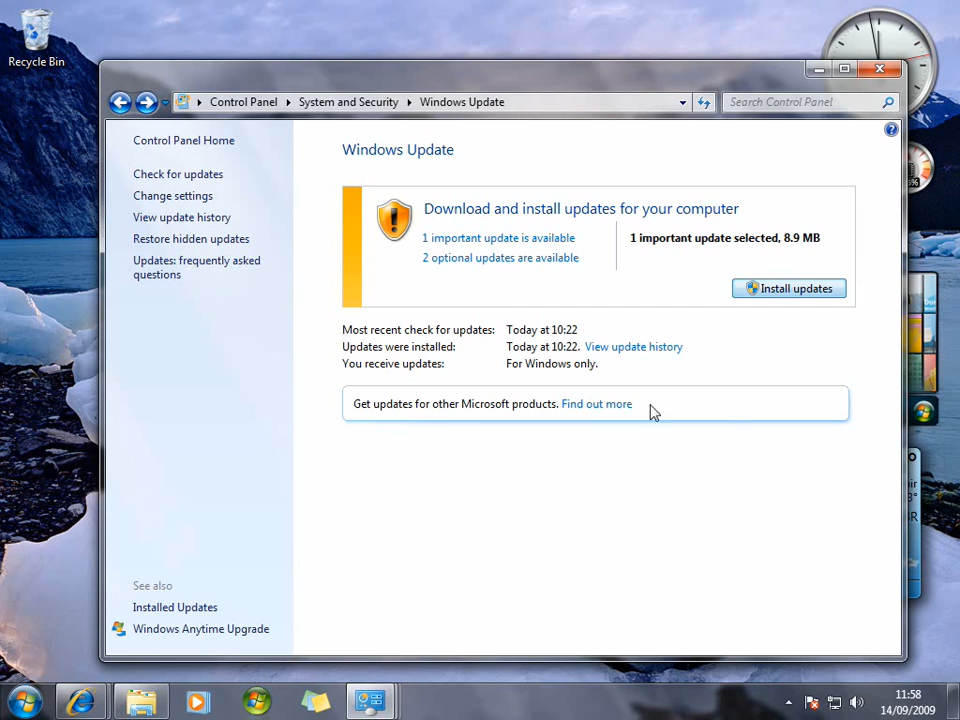 Recycle Bin
Control Panel
System and Security
Windows Update
Search Control Panel
Control Panel Home
Check for updates
Change settings
View update history
Restore hidden updates
Updates: frequently asked
questions
See also
Installed Updates
Windows Anytime Upgrade
Windows Update
Download and install updates for your computer
1 important update is available
2 optional updates are available
1 important update selected, 8.9 MB
Install updates
Most recent check for updates: Today at 10:22
Updates were installed: Today at 10:22. View update history
You receive updates: For Windows only.
Get updates for other Microsoft products. Find out more
11:58
14/09/2009